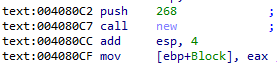 text:004080C2 push 268 ;
text:004080C7 call new ;
text:004080CC add esp, 4
text:004080CF mov [ebp+Block], eax